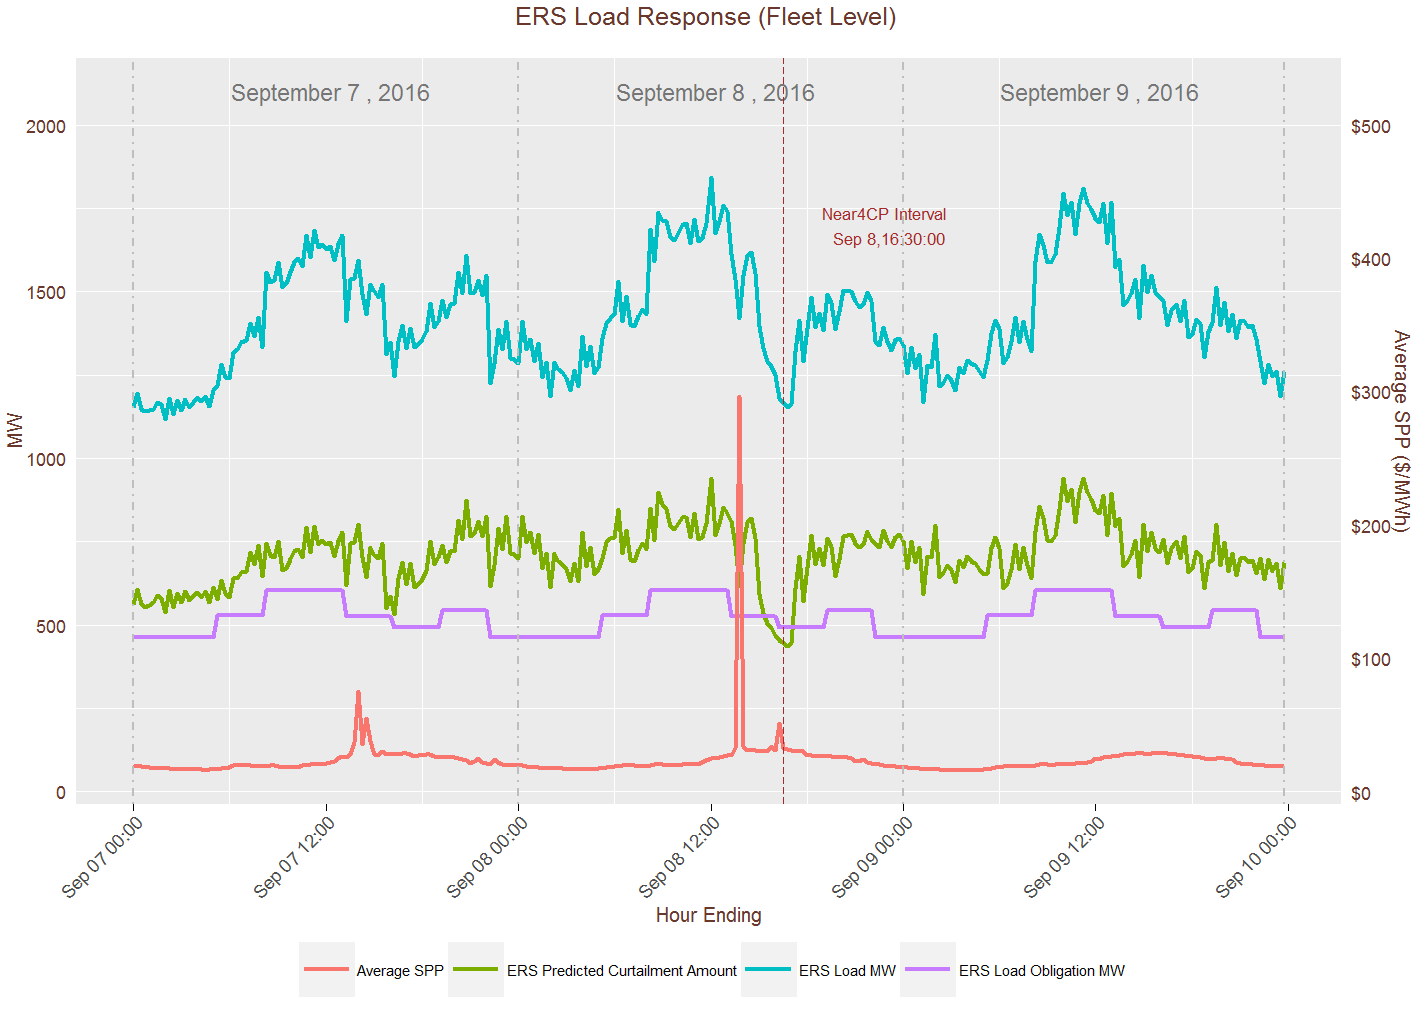 ERS Load Response (Fleet Level)
September 7 , 2016
September 8 , 2016
September 9 , 2016
2000
1500
1000
500
0
MW
Near4CP Interval
Sep 8,16:30:00
$500
$400
$300
$200
$100
$0
Average SPP ($/MWh)
Sep 07 00:00
Sep 07 12:00
Sep 08 00:00
Sep 08 12:00
Sep 09 00:00
Sep 09 12:00
Sep 10 00:00
Hour Ending
Average SPP
ERS Predicted Curtailment Amount
ERS Load MW
ERS Load Obligation MW